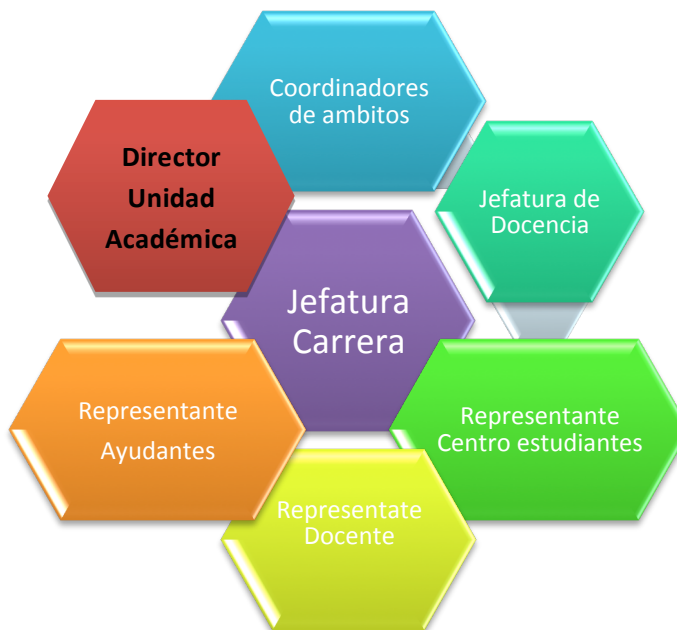 Coordinadores
de ambitos
Director
Unidad
Académica
Jefatura de
Docencia
Jefatura
Carrera
Representante
Ayudantes
Representante
Centro estudiantes
Representate
Docente